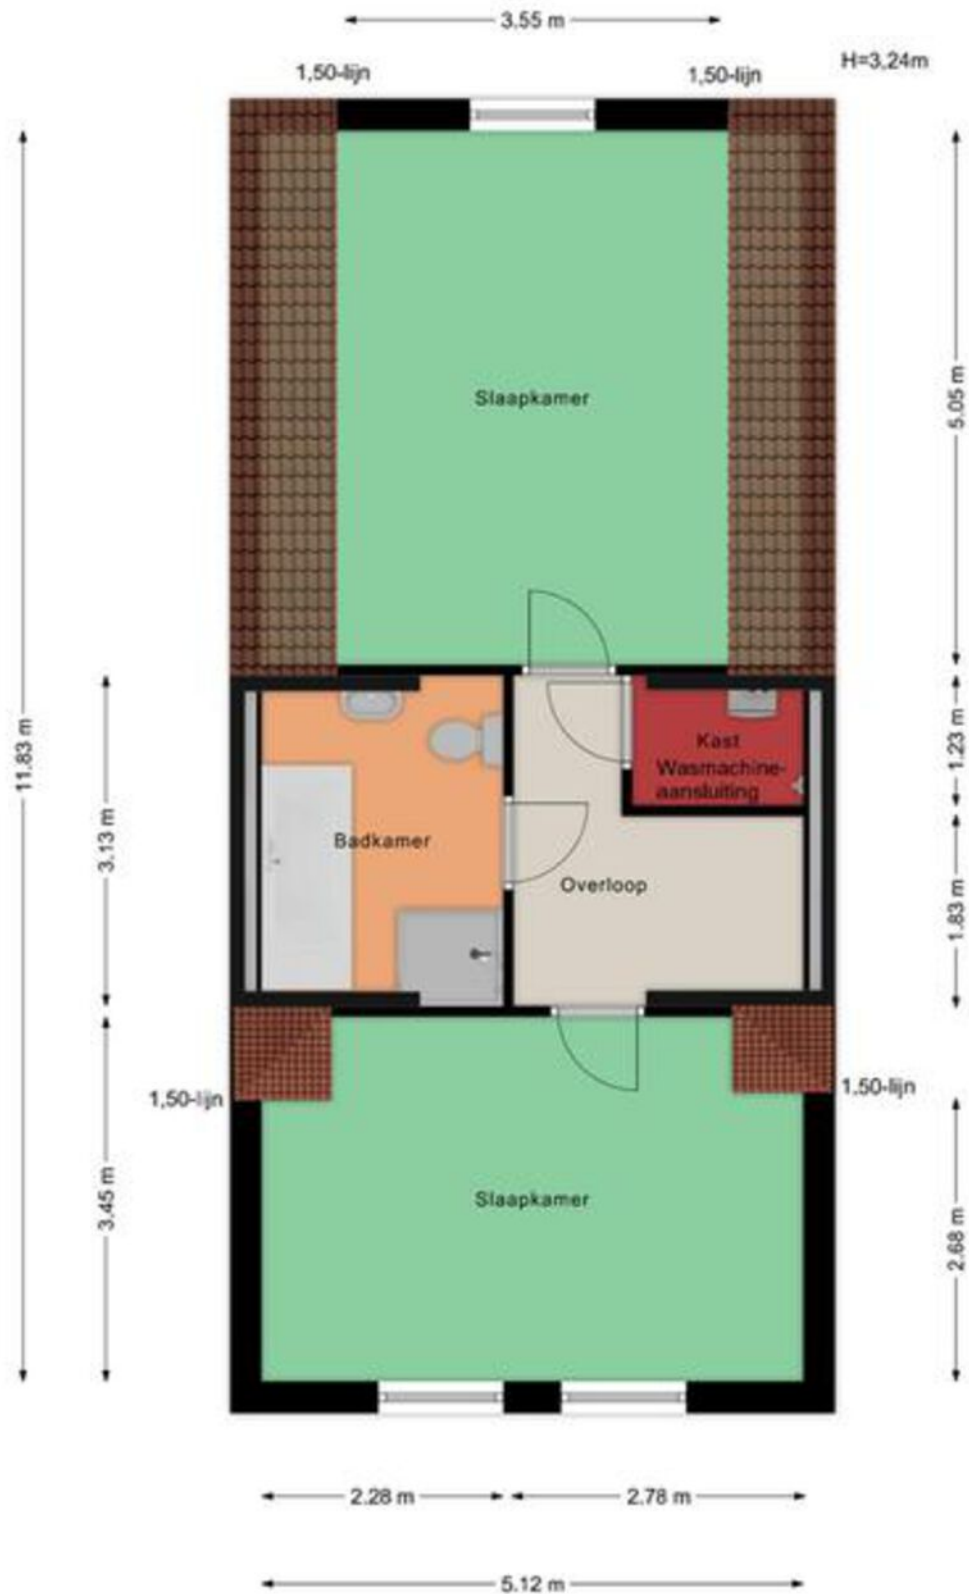 3.55 m
1,50-lijn
1,50-lijn
H=3,24m
Slaapkamer
5.05 m
11.83 m
3.13 m
1.23 m
Kast
Wasmachine-
aansluiting
Badkamer
Overloop
1.83 m
1,50-lijn
1,50-lijn
3.45 m
Slaapkamer
2.68 m
2.28 m
2.78 m
5.12 m